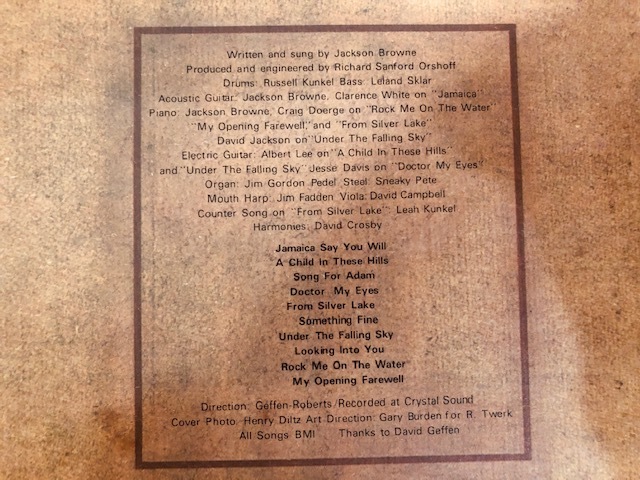 Written and sung by Jackson Browne
Produced and engineered by Richard Sanford Orshoff
Drums: Russell Kunkel Bass: Leland Sklar
Acoustic Guitar: Jackson Browne, Clarence White on "Jamaica"
Piano: Jackson Browne, Craig Doerge on "Rock Me On The Water"
"My Opening Farewell," and "From Silver Lake"
David Jackson on "Under The Falling Sky"
Electric Guitar: Albert Lee on "A Child In These Hills"
and "Under The Falling Sky" Jesse Davis on "Doctor My Eyes"
Organ: Jim Gordon Pedel Steel: Sneaky Pete
Mouth Harp: Jim Fadden Viola: David Campbell
Counter Song on "From Silver Lake": Leah Kunkel
Harmonies: David Crosby
Jamaica Say You Will
A Child In These Hills
Song For Adam
Doctor My Eyes
From Silver Lake
Something Fine
Under The Falling Sky
Looking Into You
Rock Me On The Water
My Opening Farewell
Direction: Geffen-Roberts/Recorded at Crystal Sound
Cover Photo: Henry Diltz Art Direction: Gary Burden for R. Twerk
All Songs BMI Thanks to David Geffen